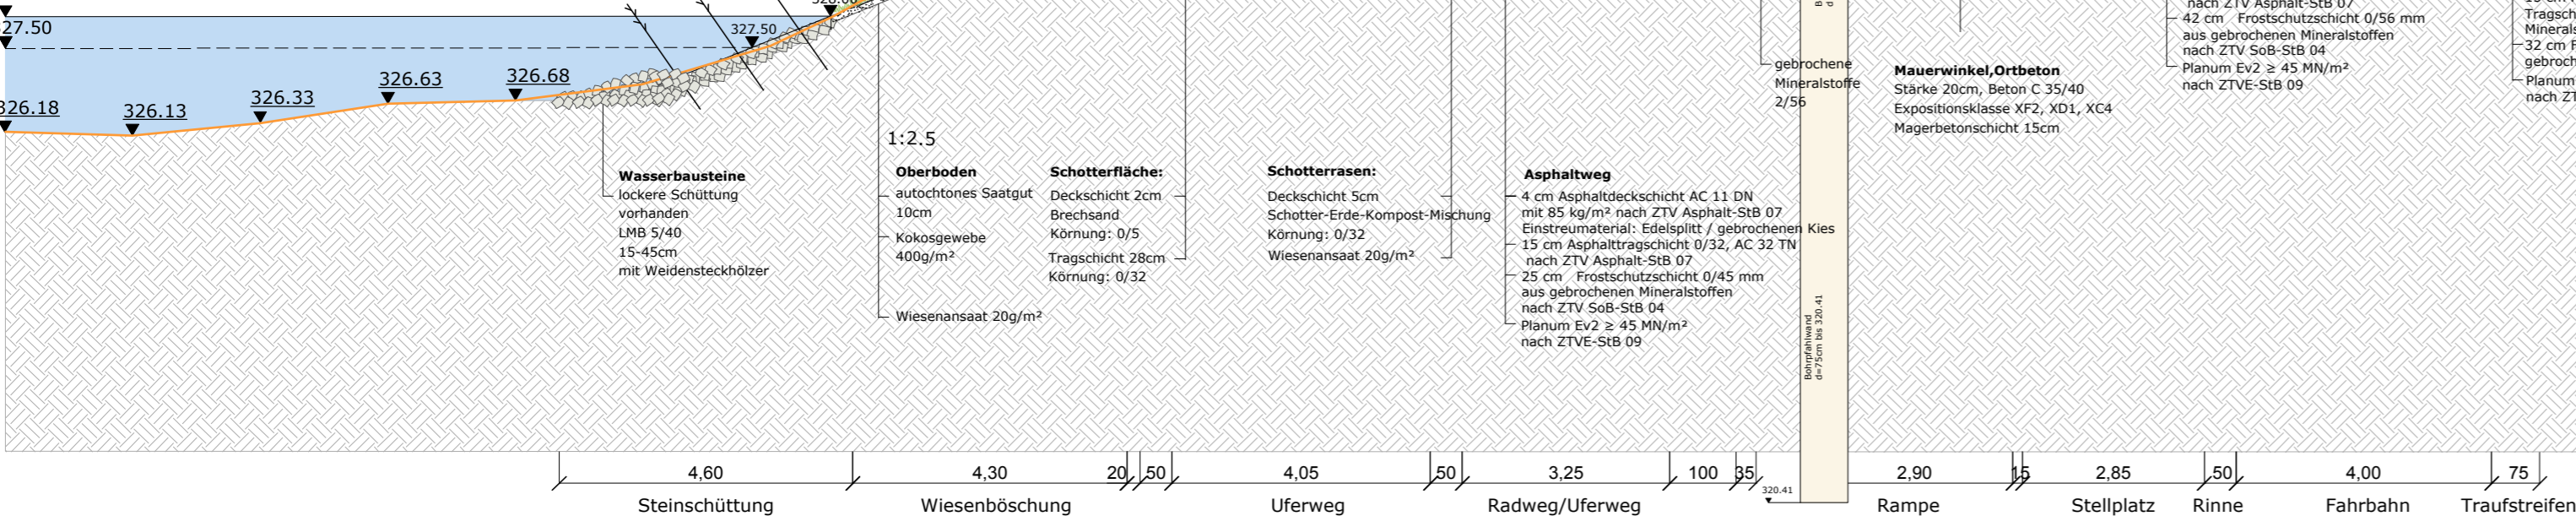 327.50
326.18
326.13
326.33
326.63
326.68
327.50
1:2.5
Wasserbausteine
lockere Schüttung
vorhanden
LMB 5/40
15-45cm
mit Weidensteckhölzer
Oberboden
autochtones Saatgut
10cm
Kokosgewebe
400g/m²
Wiesenansaat 20g/m²
Schotterfläche:
Deckschicht 2cm
Brechsand
Körnung: 0/5
Tragschicht 28cm
Körnung: 0/32
Schotterrasen:
Deckschicht 5cm
Schotter-Erde-Kompost-Mischung
Körnung: 0/32
Wiesenansaat 20g/m²
Asphaltweg
4 cm Asphaltdeckschicht AC 11 DN
mit 85 kg/m² nach ZTV Asphalt-StB 07
Einstreumaterial: Edelsplitt / gebrochenen Kies
15 cm Asphalttragschicht 0/32, AC 32 TN
nach ZTV Asphalt-StB 07
25 cm Frostschutzschicht 0/45 mm
aus gebrochenen Mineralstoffen
nach ZTV SoB-StB 04
Planum Ev2 ≥ 45 MN/m²
nach ZTVE-StB 09
gebrochene
Mineralstoffe
2/56
Bohrpfahlwand
d=75cm bis 320.41
Mauerwinkel,Ortbeton
Stärke 20cm, Beton C 35/40
Expositionsklasse XF2, XD1, XC4
Magerbetonschicht 15cm
nach ZTV Asphalt-StB 07
42 cm Frostschutzschicht 0/56 mm
aus gebrochenen Mineralstoffen
nach ZTV SoB-StB 04
Planum Ev2 ≥ 45 MN/m²
nach ZTVE-StB 09
32 cm
Planum
4,60 4,30 20 50 4,05 50 3,25 100 35 2,90 15 2,85 50 4,00 75
320.41
Steinschüttung Wiesenböschung Uferweg Radweg/Uferweg Rampe Stellplatz Rinne Fahrbahn Traufstreifen